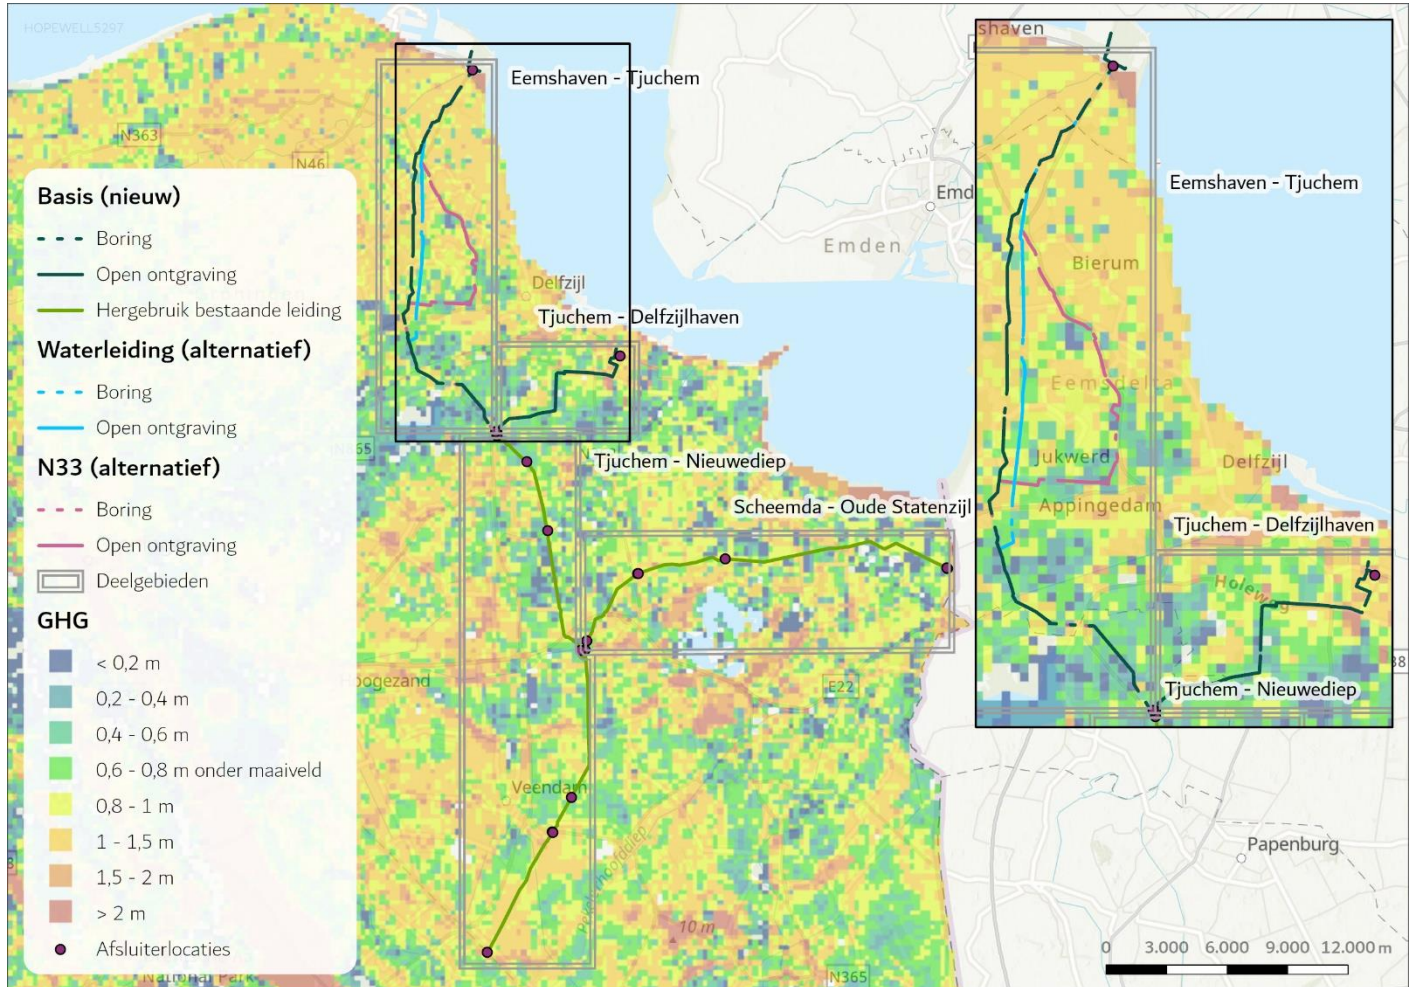 HOPEWELL5297
N363
N46
Eemshaven - Tjuchem
Emd
Emden
Delfzijl
Tjuchem - Delfzijlhaven
Tjuchem - Nieuwediep
Scheemda - Oude Statenzijl
Hoogezand
E22
Veendam
10 m
N365
National Park
Papenburg
Basis (nieuw)
Boring
Open ontgraving
Hergebruik bestaande leiding
Waterleiding (alternatief)
Boring
Open ontgraving
N33 (alternatief)
Boring
Open ontgraving
Deelgebieden
GHG
< 0,2 m
0,2 - 0,4 m
0,4 - 0,6 m
0,6 - 0,8 m onder maaiveld
0,8 - 1 m
1 - 1,5 m
1,5 - 2 m
> 2 m
Afsluiterlocaties
shaven
Eemshaven - Tjuchem
Bierum
Eemsdelta
Jukwerd
Delfzijl
Appingedam
Tjuchem - Delfzijlhaven
Holeweg
Tjuchem - Nieuwediep
0 3.000 6.000 9.000 12.000 m